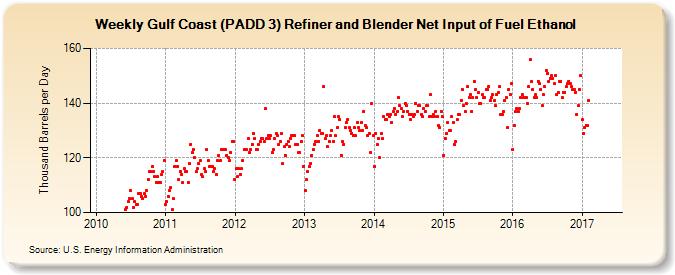 Weekly Gulf Coast (PADD 3) Refiner and Blender Net Input of Fuel Ethanol
Thousand Barrels per Day
160
140
120
100
2010 2011 2012 2013 2014 2015 2016 2017
Source: U.S. Energy Information Administration